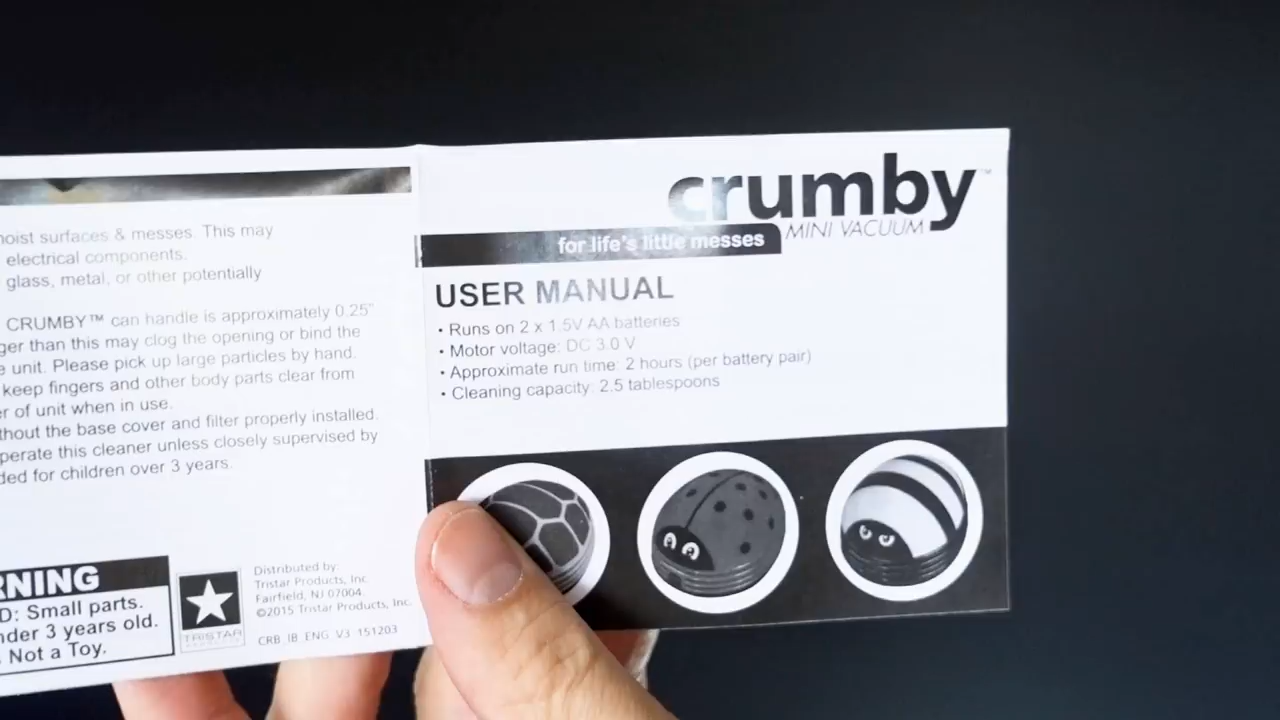 moist surfaces & messes. This may
electrical components.
glass, metal, or other potentially
CRUMBY™ can handle is approximately 0.25"
ger than this may clog the opening or bind the
e unit. Please pick up large particles by hand.
keep fingers and other body parts clear from
er of unit when in use.
thout the base cover and filter properly installed.
perate this cleaner unless closely supervised by
ded for children over 3 years.
RNING
D: Small parts.
nder 3 years old.
Not a Toy.
TRISTAR
Distributed by:
Tristar Products, Inc
Fairfield, NJ 07004.
©2015 Tristar Products, Inc.
CRB_IB_ENG_V3_151203
crumby™
MINI VACUUM
for life's little messes
USER MANUAL
• Runs on 2 x 1.5V AA batteries
• Motor voltage: DC 3.0 V
• Approximate run time: 2 hours (per battery pair)
• Cleaning capacity: 2.5 tablespoons